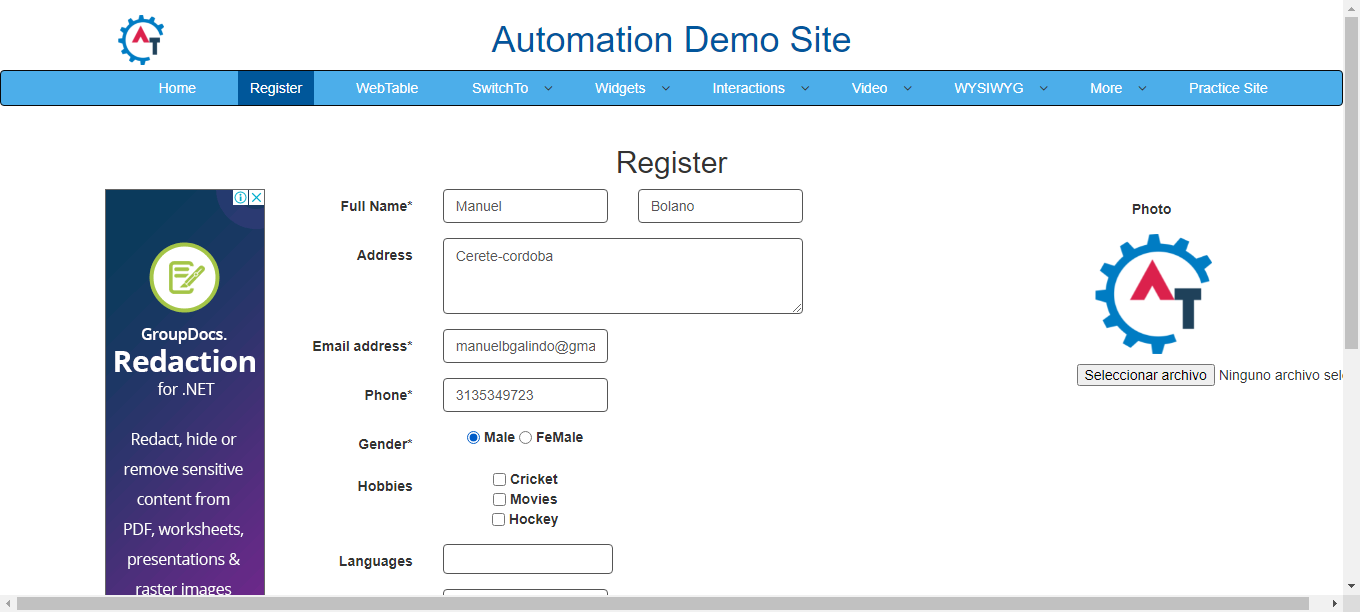 AT
Automation Demo Site
Home Register WebTable SwitchTo Widgets Interactions Video WYSIWYG More Practice Site
Register
Full Name* Manuel Bolano
Photo
Address Cerete-cordoba
AT
Email address* manuelbgalindo@gma
Seleccionar archivo Ninguno archivo sel
Phone* 3135349723
Gender* Male FeMale
Hobbies
Cricket
Movies
Hockey
Languages
GroupDocs.
Redaction
for .NET
Redact, hide or
remove sensitive
content from
PDF, worksheets,
presentations &
raster images